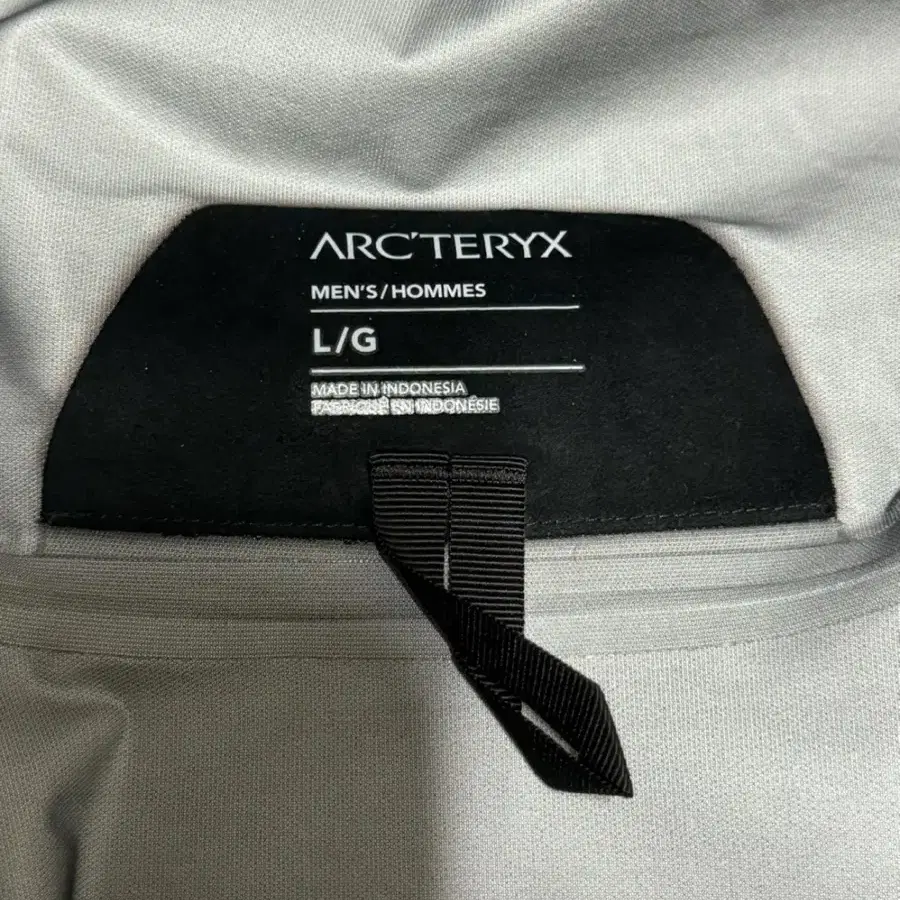 ARC'TERYX
MEN'S/HOMMES
L/G
MADE IN INDONESIA
FABRIQUÉ EN INDONÉSIE